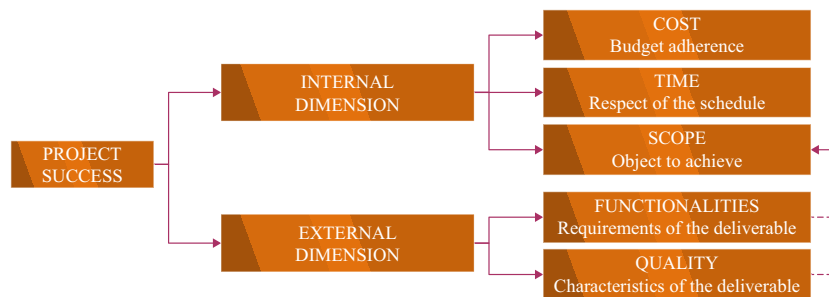 PROJECT
SUCCESS
INTERNAL
DIMENSION
COST
Budget adherence
TIME
Respect of the schedule
SCOPE
Object to achieve
EXTERNAL
DIMENSION
FUNCTIONALITIES
Requirements of the deliverable
QUALITY
Characteristics of the deliverable